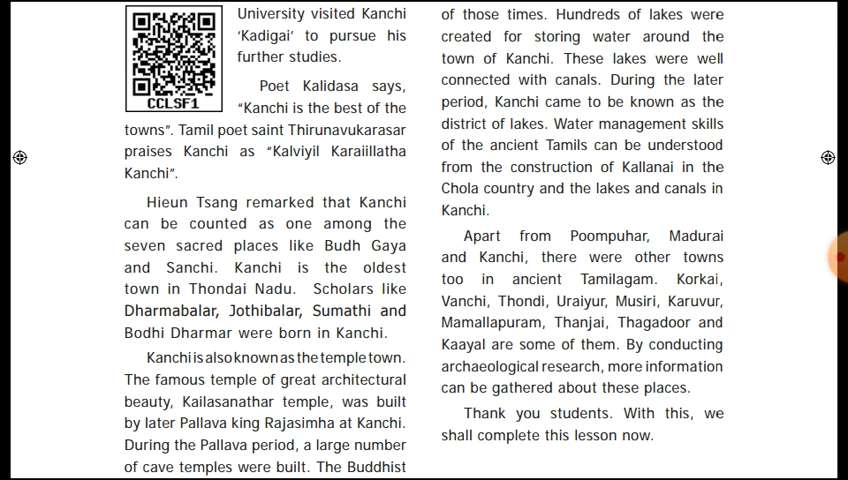 University visited Kanchi
‘Kadigai’ to pursue his
further studies.
Poet Kalidasa says,
“Kanchi is the best of the
towns”. Tamil poet saint Thirunavukarasar
praises Kanchi as “Kalviyil Karaiillatha
Kanchi”.
Hieun Tsang remarked that Kanchi
can be counted as one among the
seven sacred places like Budh Gaya
and Sanchi. Kanchi is the oldest
town in Thondai Nadu. Scholars like
Dharmabalar, Jothibalar, Sumathi and
Bodhi Dharmar were born in Kanchi.
Kanchi is also known as the temple town.
The famous temple of great architectural
beauty, Kailasanathar temple, was built
by later Pallava king Rajasimha at Kanchi.
During the Pallava period, a large number
of cave temples were built. The Buddhist
CCLSF1
of those times. Hundreds of lakes were
created for storing water around the
town of Kanchi. These lakes were well
connected with canals. During the later
period, Kanchi came to be known as the
district of lakes. Water management skills
of the ancient Tamils can be understood
from the construction of Kallanai in the
Chola country and the lakes and canals in
Kanchi.
Apart from Poompuhar, Madurai
and Kanchi, there were other towns
too in ancient Tamilagam. Korkai,
Vanchi, Thondi, Uraiyur, Musiri, Karuvur,
Mamallapuram, Thanjai, Thagadoor and
Kaayal are some of them. By conducting
archaeological research, more information
can be gathered about these places.
Thank you students. With this, we
shall complete this lesson now.